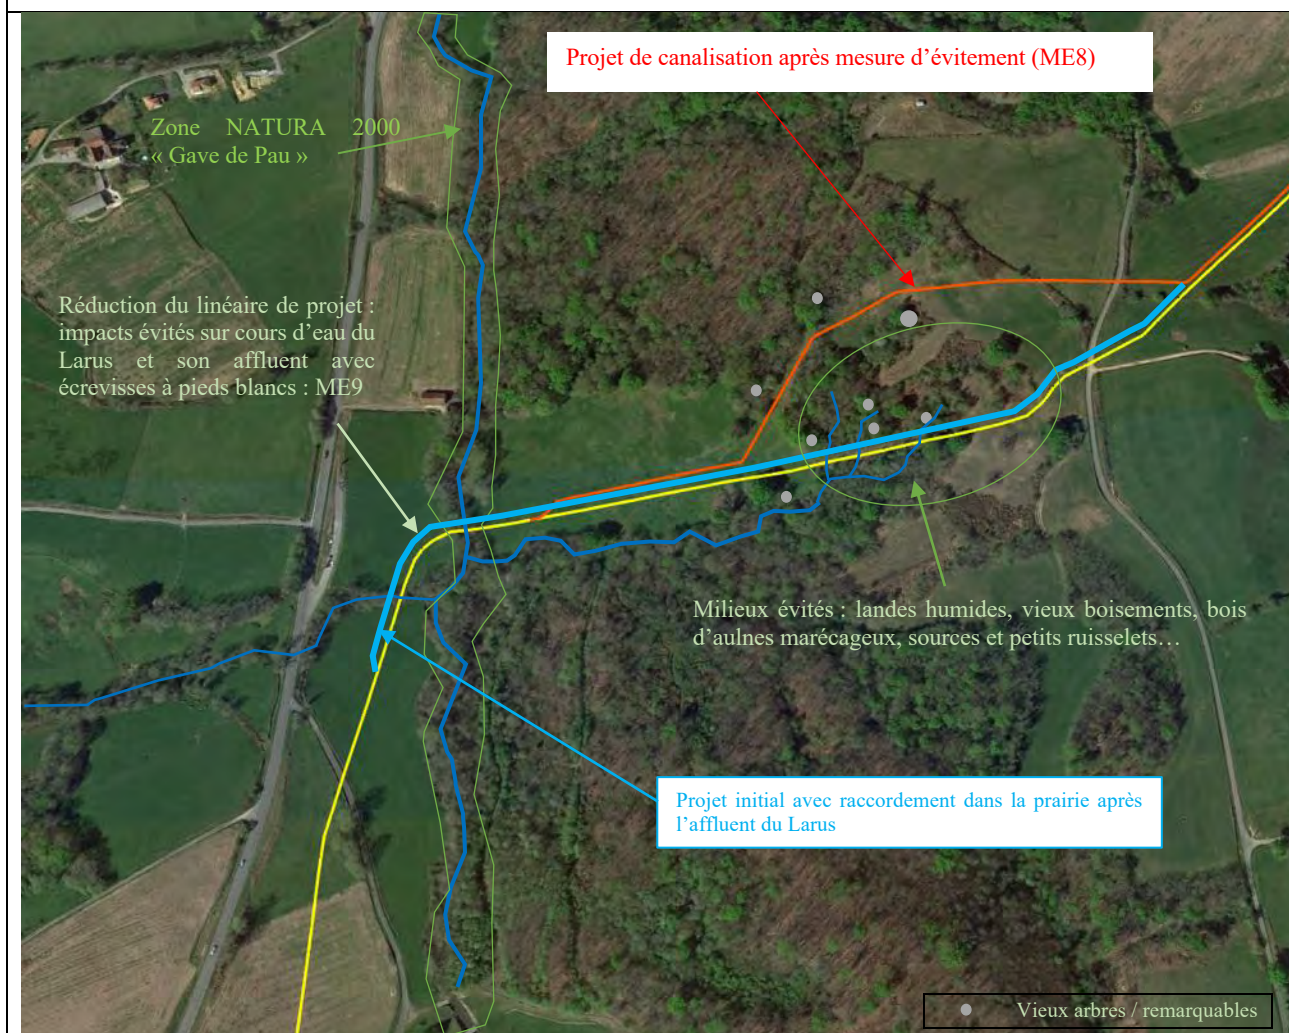 Projet de canalisation après mesure d’évitement (ME8)
Zone NATURA 2000
« Gave de Pau »
Réduction du linéaire de projet :
impacts évités sur cours d’eau du
Larus et son affluent avec
écrevisses à pieds blancs : ME9
Milieux évités : landes humides, vieux boisements, bois
d’aulnes marécageux, sources et petits ruisselets…
Projet initial avec raccordement dans la prairie après
l’affluent du Larus
Vieux arbres / remarquables